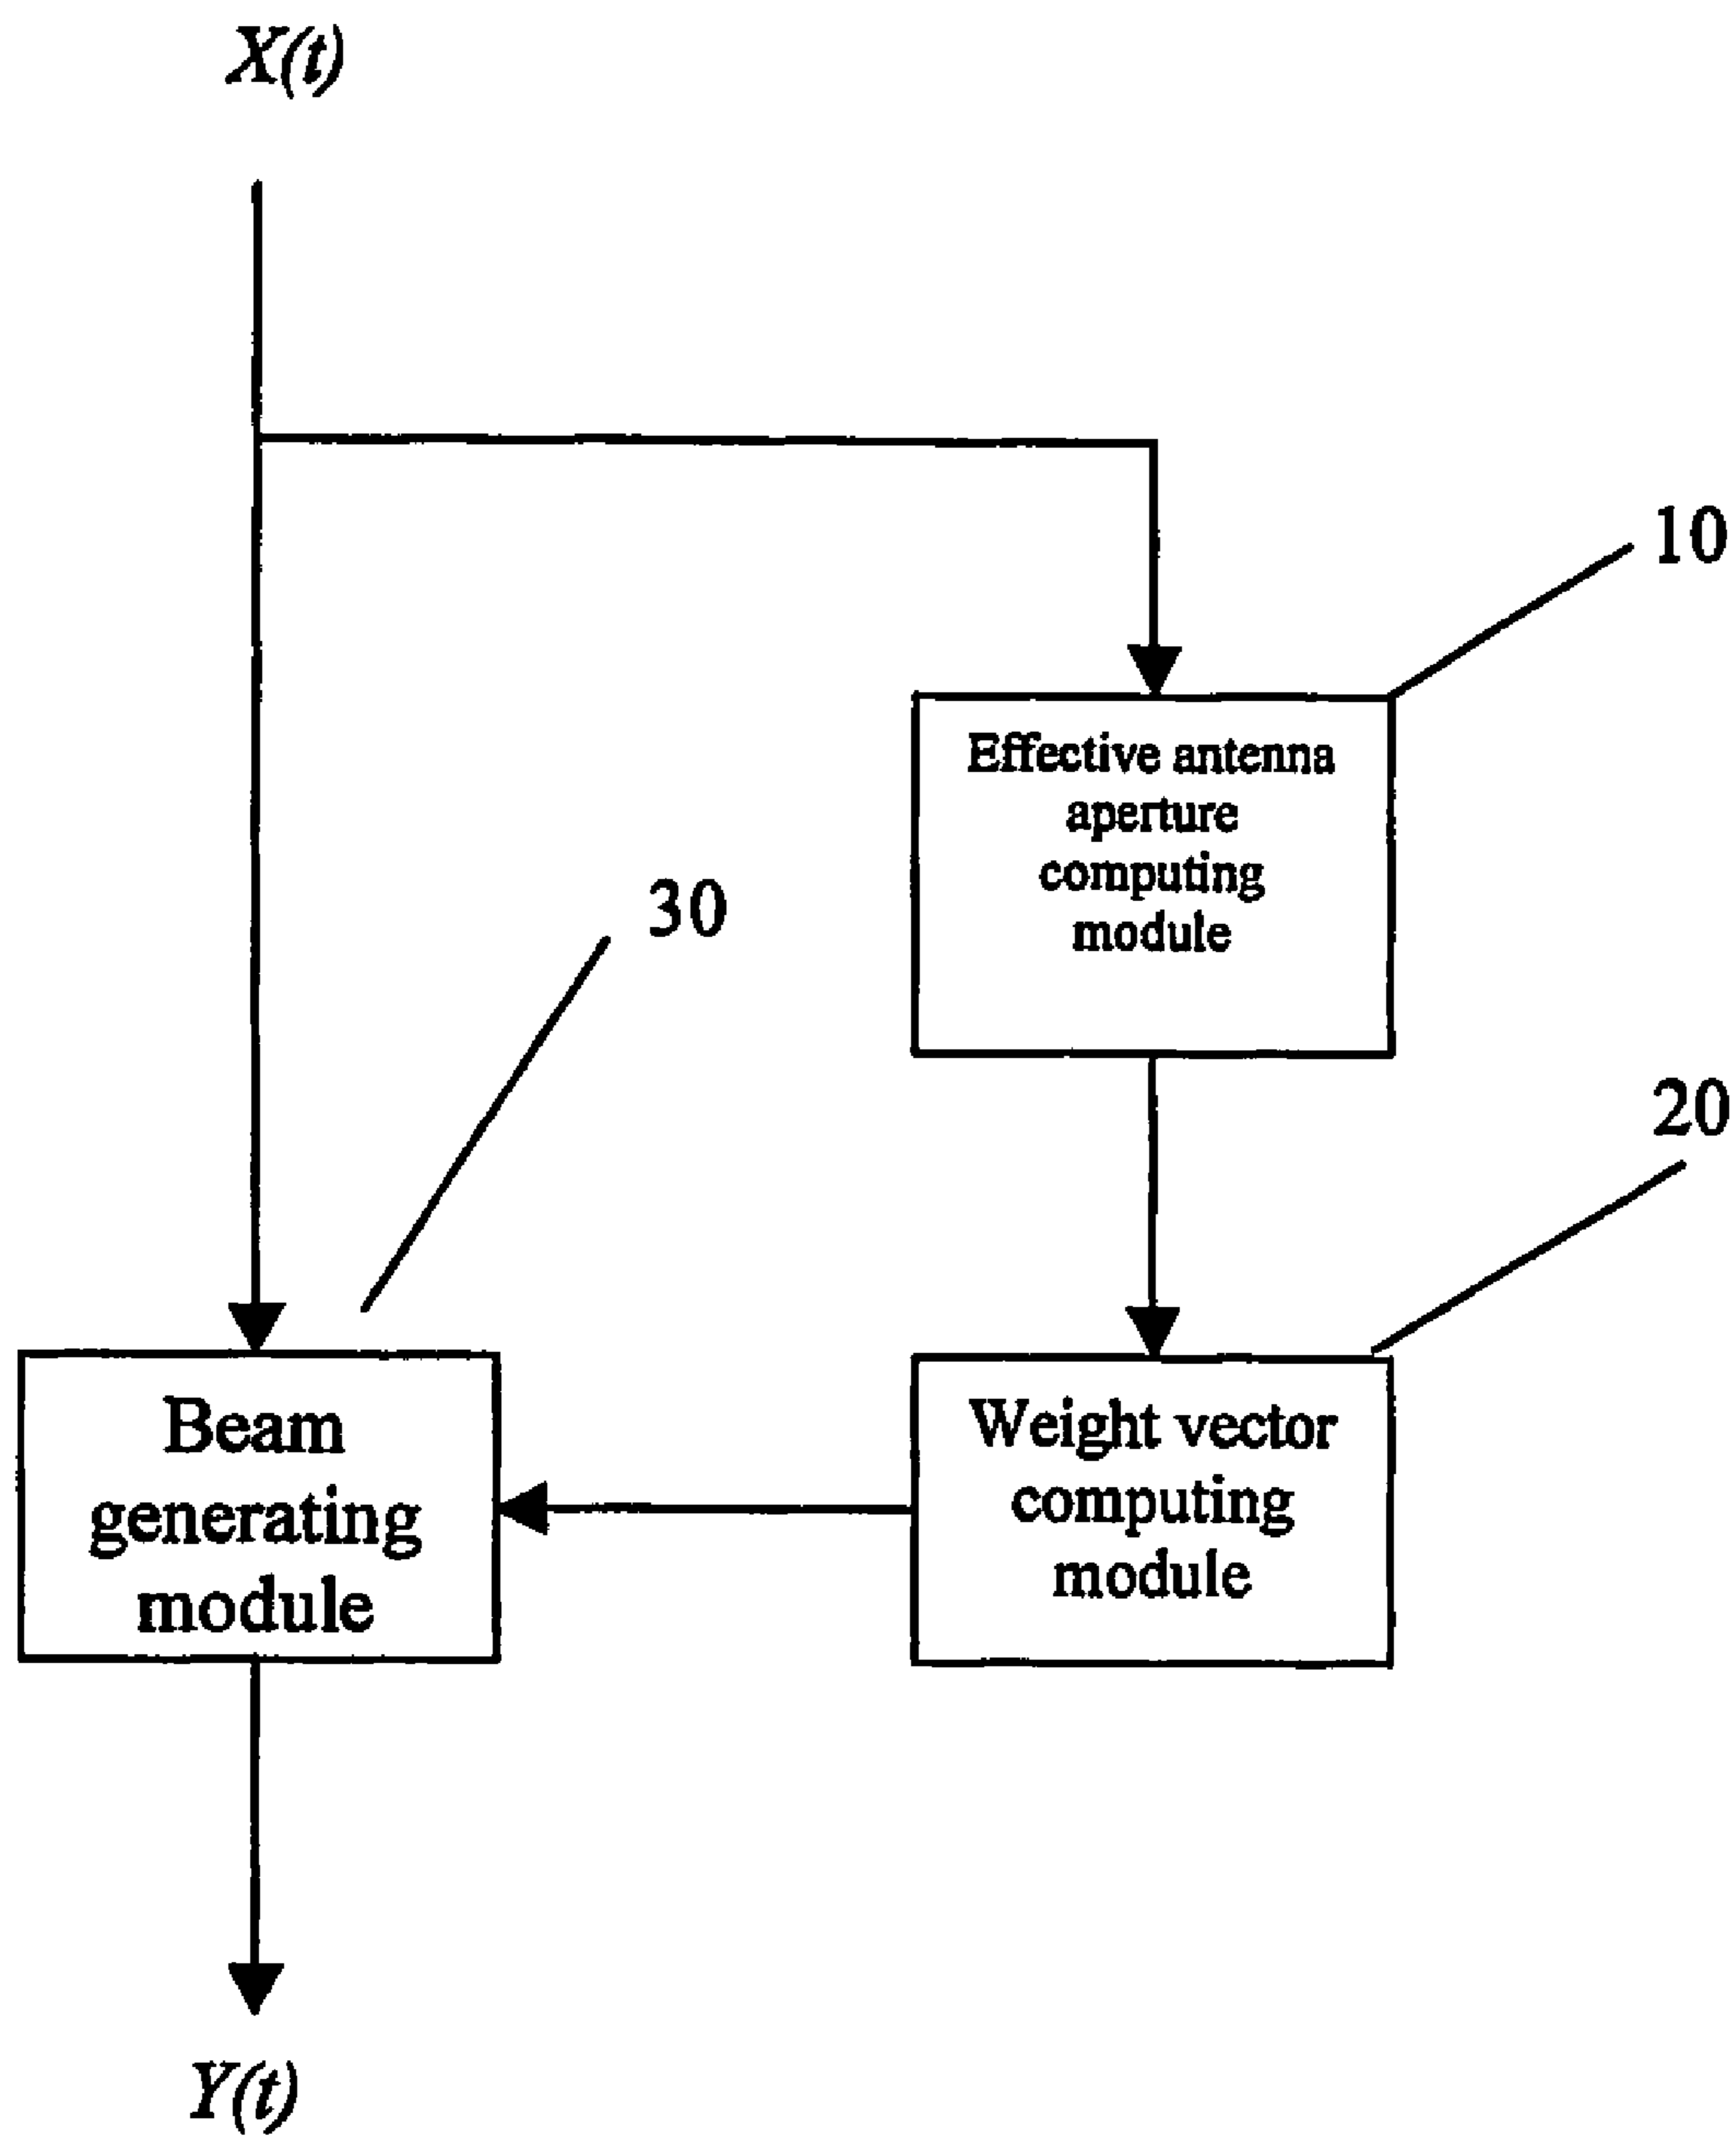 X(t)
10
Effective antenna
aperture
computing
module
30
20
Beam
generating
module
Weight vector
computing
module
Y(t)